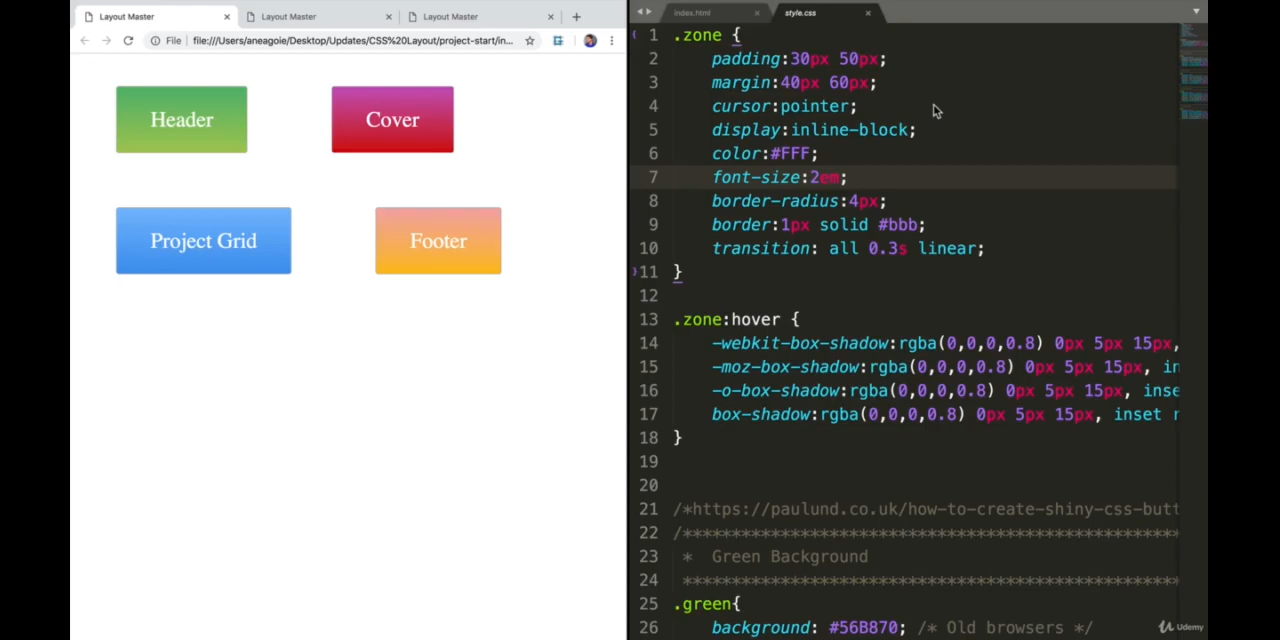 Layout Master
Layout Master
Layout Master
File file:///Users/aneagoie/Desktop/Updates/CSS%20Layout/project-start/in...
Header
Cover
Project Grid
Footer
index.html
style.css
1 .zone {
2 padding:30px 50px;
3 margin:40px 60px;
4 cursor:pointer;
5 display:inline-block;
6 color:#FFF;
7 font-size:2em;
8 border-radius:4px;
9 border:1px solid #bbb;
10 transition: all 0.3s linear;
11 }
12
13 .zone:hover {
14 -webkit-box-shadow:rgba(0,0,0,0.8) 0px 5px 15px,
15 -moz-box-shadow:rgba(0,0,0,0.8) 0px 5px 15px, in
16 -o-box-shadow:rgba(0,0,0,0.8) 0px 5px 15px, inse
17 box-shadow:rgba(0,0,0,0.8) 0px 5px 15px, inset r
18 }
19
20
21 /*https://paulund.co.uk/how-to-create-shiny-css-butt
22 /****************************************************
23 * Green Background
24 ****************************************************
25 .green{
26 background: #56B870; /* Old browsers */
Udemy